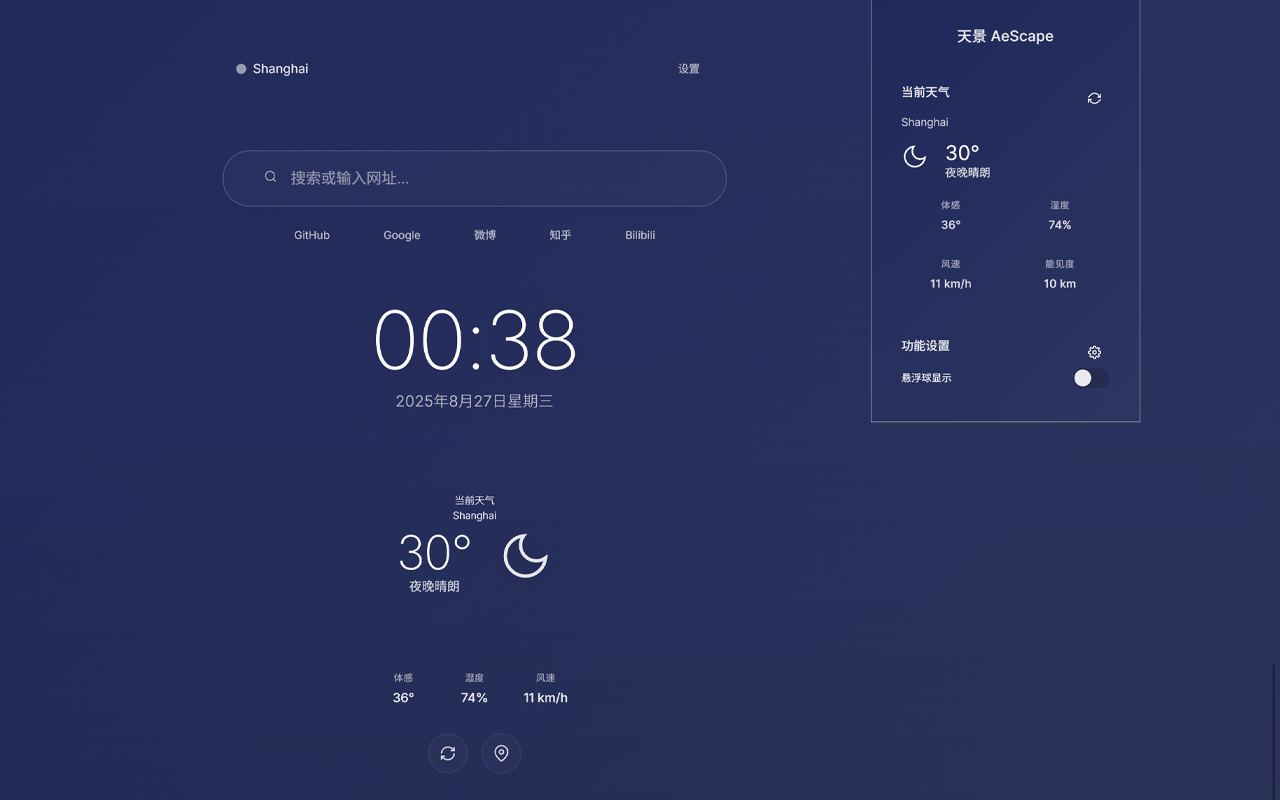 Shanghai
设置
搜索或输入网址...
GitHub
Google
微博
知乎
Bilibili
00:38
2025年8月27日星期三
当前天气
Shanghai
30°
夜晚晴朗
体感
湿度
风速
36°
74%
11 km/h
天景 AeScape
当前天气
Shanghai
30°
夜晚晴朗
体感
湿度
36°
74%
风速
能见度
11 km/h
10 km
功能设置
悬浮球显示